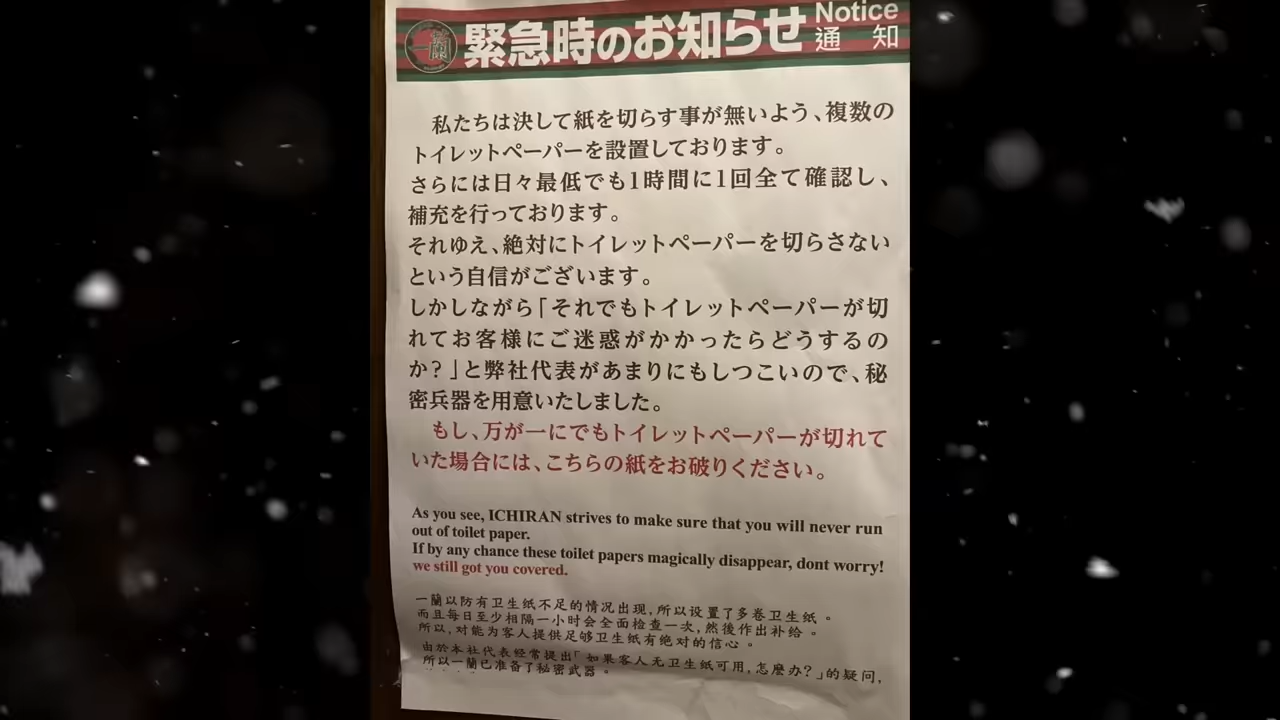 一蘭
緊急時のお知らせ Notice 通知
私たちは決して紙を切らす事が無いよう、複数の
トイレットペーパーを設置しております。
さらには日々最低でも1時間に1回全て確認し、
補充を行っております。
それゆえ、絶対にトイレットペーパーを切らさない
という自信がございます。
しかしながら「それでもトイレットペーパーが切
れてお客様にご迷惑がかかったらどうするの
か?」と弊社代表があまりにもしつこいので、秘
密兵器を用意いたしました。
もし、万が一にでもトイレットペーパーが切れて
いた場合には、こちらの紙をお破りください。
As you see, ICHIRAN strives to make sure that you will never run
out of toilet paper.
If by any chance these toilet papers magically disappear, dont worry!
we still got you covered.
一蘭以防有卫生纸不足的情况出现,所以设置了多卷卫生纸。
而且每日至少相隔一小时会全面检查一次,然後作出补给。
所以,对能为客人提供足够卫生纸有绝对的信心。
由於本社代表经常提出「如果客人无卫生纸可用,怎麼办?」的疑问,
所以一蘭已准备了秘密武器。